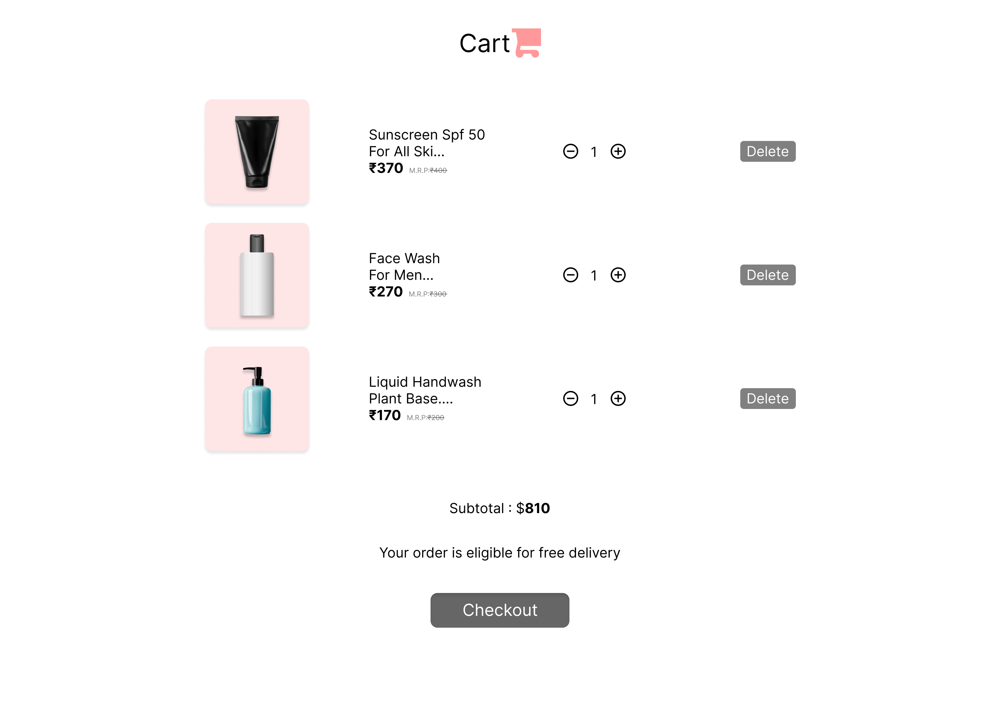 Cart
Sunscreen Spf 50
For All Ski...
₹370 M.R.P:₹400
1
Delete
Face Wash
For Men...
₹270 M.R.P:₹300
1
Delete
Liquid Handwash
Plant Base....
₹170 M.R.P:₹200
1
Delete
Subtotal : $810
Your order is eligible for free delivery
Checkout